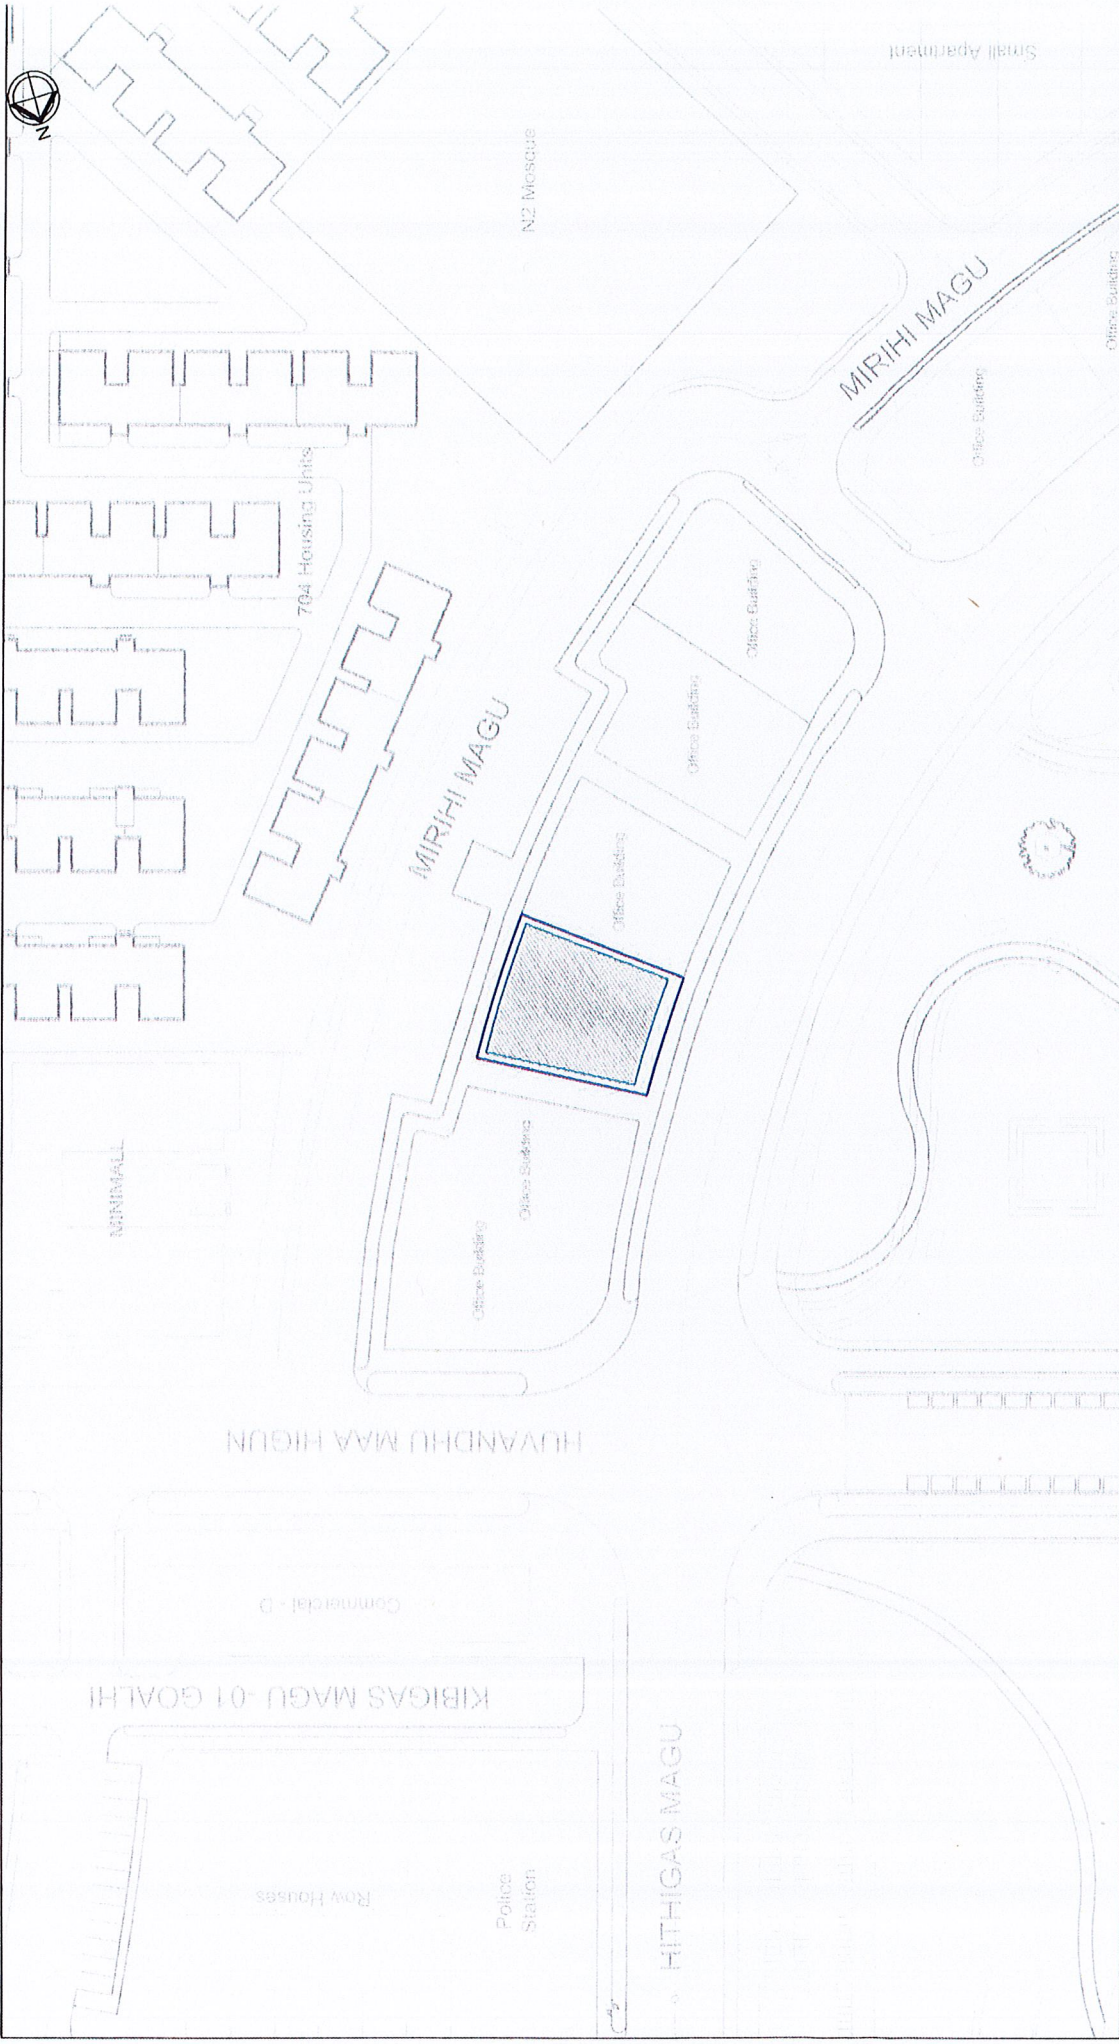 Small Apartment
N
N2 Mosque
MIRIHI MAGU
Office Building
Office Building
704 Housing Units
Office Building
Office Building
MIRIHI MAGU
Office Building
Office Building
MINIMALL
Office Building
HUVANDHU MAA HIGUN
Commercial - D
KIBIGAS MAGU -01 GOALHI
HITHIGAS MAGU
Row Houses
Police
Station